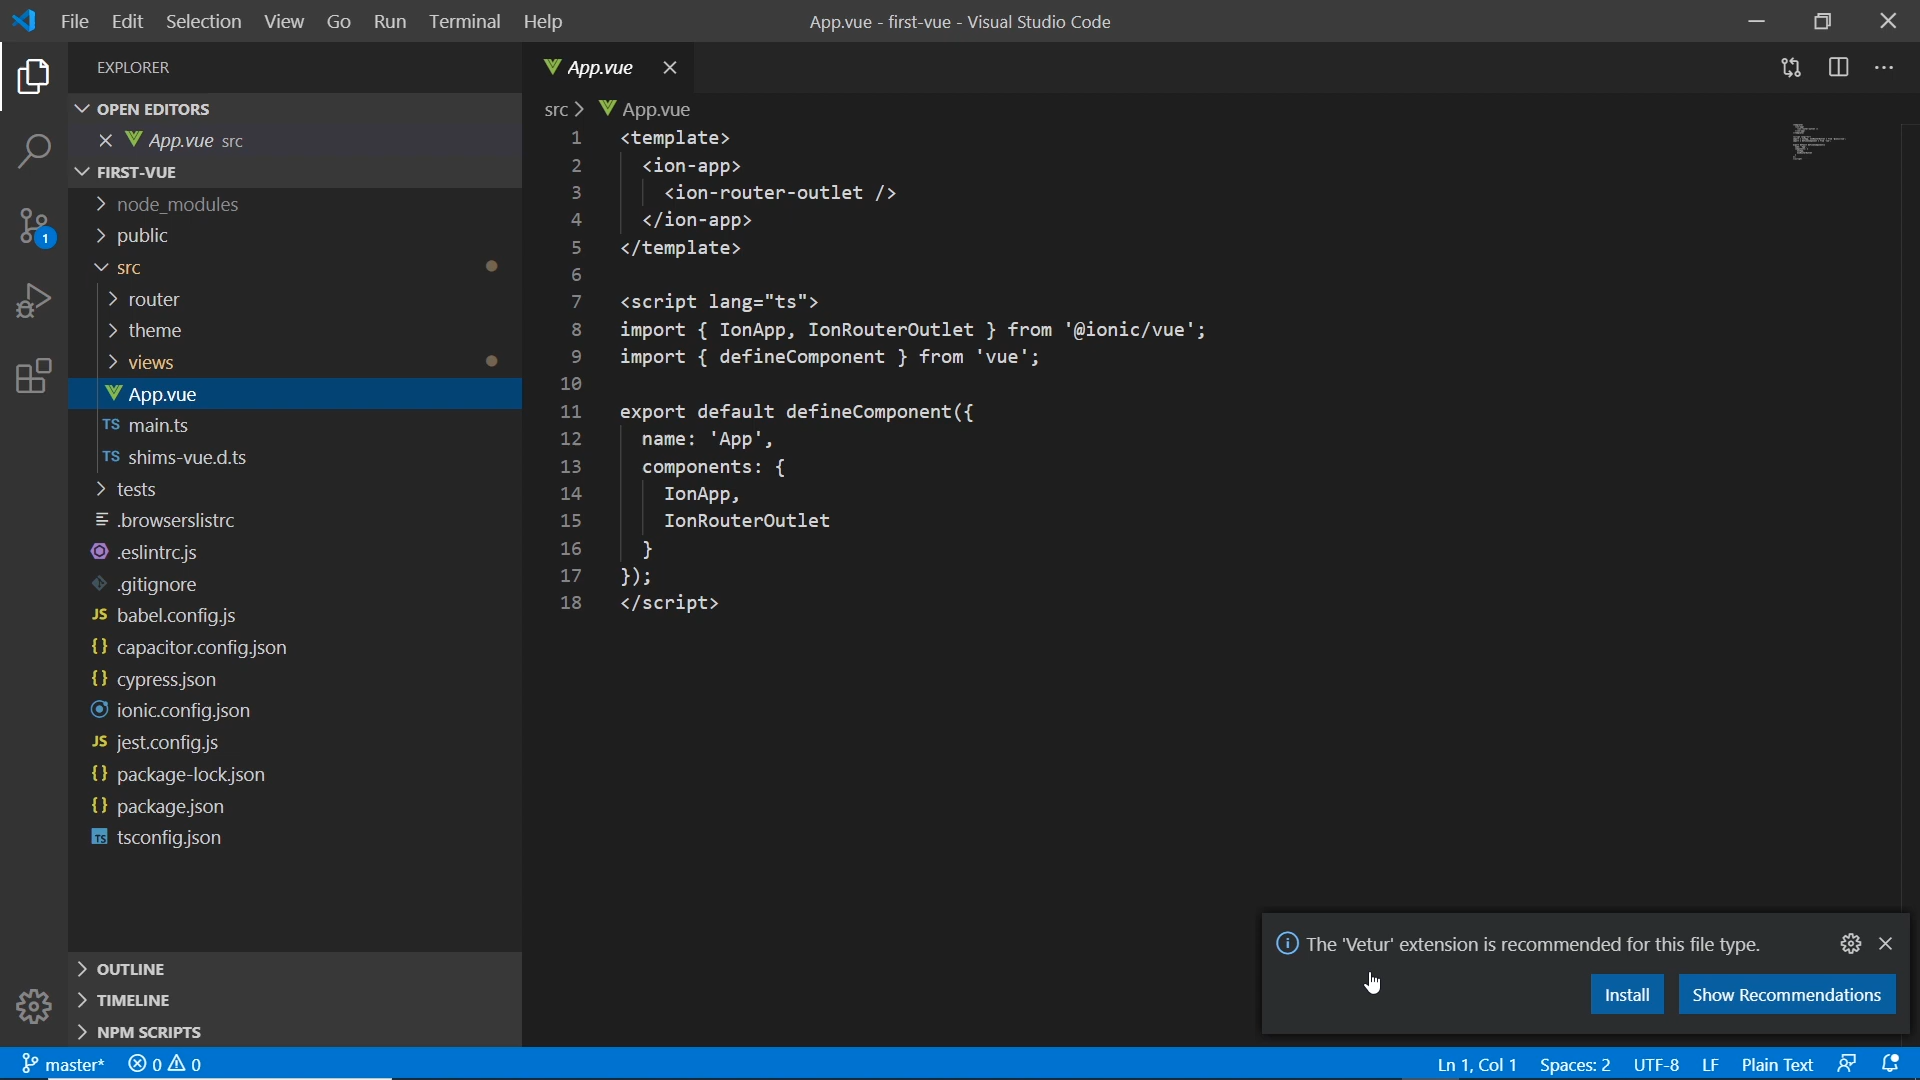 File Edit Selection View Go Run Terminal Help App.vue - first-vue - Visual Studio Code
EXPLORER
OPEN EDITORS
App.vue src
FIRST-VUE
node_modules
public
src
router
theme
views
App.vue
TS main.ts
TS shims-vue.d.ts
tests
.browserslistrc
.eslintrc.js
.gitignore
JS babel.config.js
{} capacitor.config.json
{} cypress.json
ionic.config.json
JS jest.config.js
{} package-lock.json
{} package.json
TS tsconfig.json
OUTLINE
TIMELINE
NPM SCRIPTS
1
App.vue
src > App.vue
1 <template>
2 <ion-app>
3 <ion-router-outlet />
4 </ion-app>
5 </template>
6
7 <script lang="ts">
8 import { IonApp, IonRouterOutlet } from '@ionic/vue';
9 import { defineComponent } from 'vue';
10
11 export default defineComponent({
12 name: 'App',
13 components: {
14 IonApp,
15 IonRouterOutlet
16 }
17 });
18 </script>
The 'Vetur' extension is recommended for this file type.
Install Show Recommendations
master* 0 0 Ln 1, Col 1 Spaces: 2 UTF-8 LF Plain Text